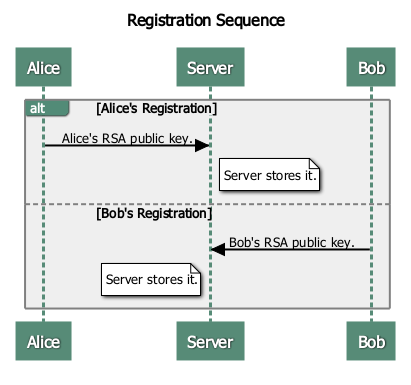 Registration Sequence
Alice Server Bob
alt [Alice's Registration]
Alice's RSA public key.
Server stores it.
[Bob's Registration]
Bob's RSA public key.
Server stores it.
Alice Server Bob